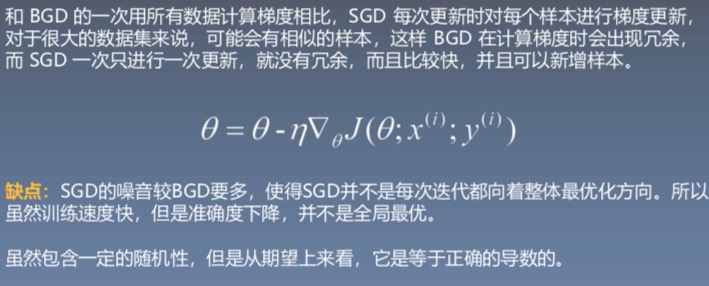 和 BGD 的一次用所有数据计算梯度相比，SGD 每次更新时对每个样本进行梯度更新，
对于很大的数据集来说，可能会有相似的样本，这样 BGD 在计算梯度时会出现冗余，
而 SGD 一次只进行一次更新，就没有冗余，而且比较快，并且可以新增样本。
θ = θ - η∇θJ(θ; x⁽ⁱ⁾; y⁽ⁱ⁾)
缺点：SGD的噪音较BGD要多，使得SGD并不是每次迭代都向着整体最优化方向。所以
虽然训练速度快，但是准确度下降，并不是全局最优。
虽然包含一定的随机性，但是从期望上来看，它是等于正确的导数的。